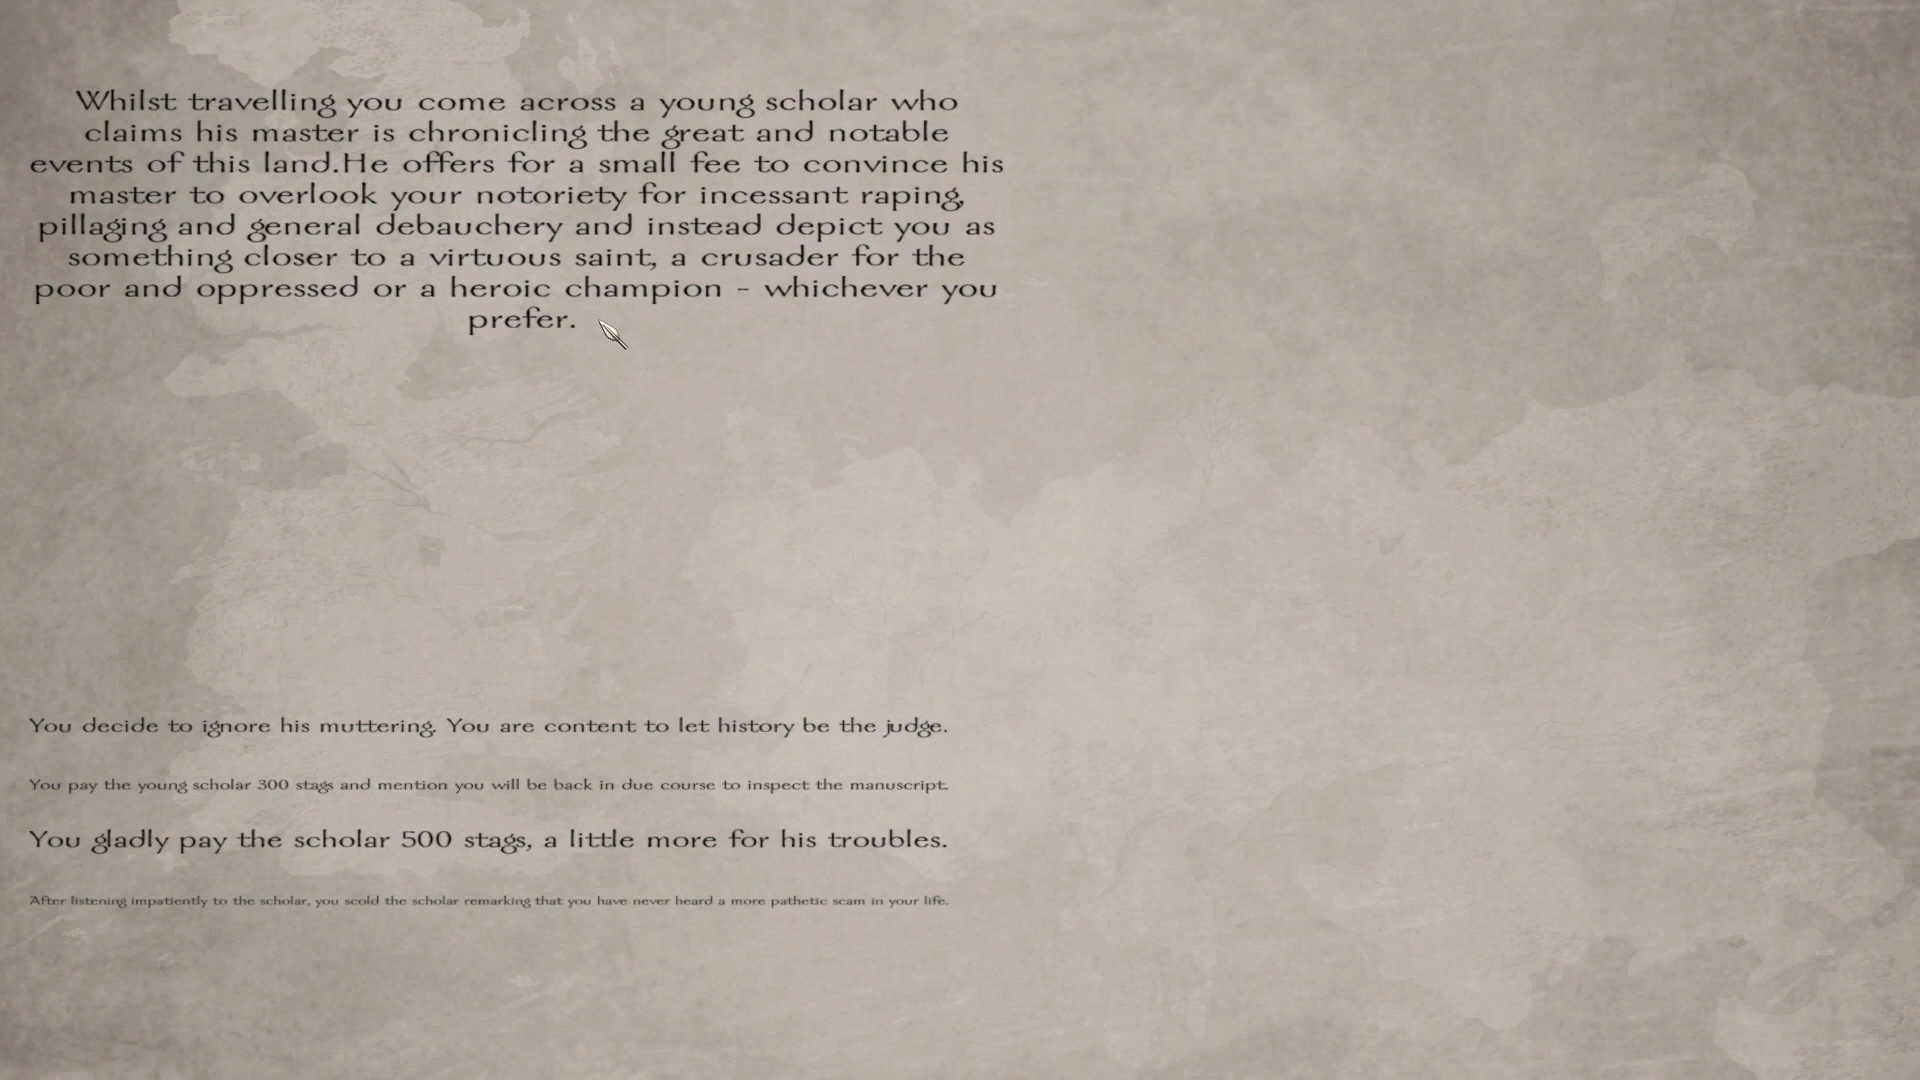 Whilst travelling you come across a young scholar who
claims his master is chronicling the great and notable
events of this land.He offers for a small fee to convince his
master to overlook your notoriety for incessant raping,
pillaging and general debauchery and instead depict you as
something closer to a virtuous saint, a crusader for the
poor and oppressed or a heroic champion - whichever you
prefer.
You decide to ignore his muttering. You are content to let history be the judge.
You pay the young scholar 300 stags and mention you will be back in due course to inspect the manuscript.
You gladly pay the scholar 500 stags, a little more for his troubles.
After listening impatiently to the scholar, you scold the scholar remarking that you have never heard a more pathetic scam in your life.